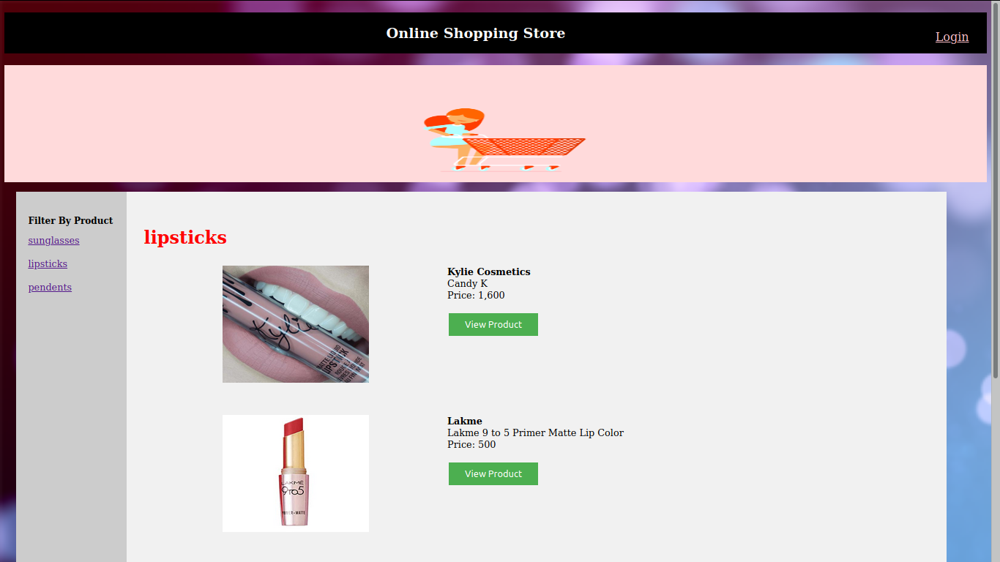 Online Shopping Store
Login
Filter By Product
sunglasses
lipsticks
pendents
lipsticks
Kylie
MATTE LIQUID
LIPSTICK
Kylie Cosmetics
Candy K
Price: 1,600
View Product
LAKMÉ
9TO5
PRIMER + MATTE
Lakme
Lakme 9 to 5 Primer Matte Lip Color
Price: 500
View Product